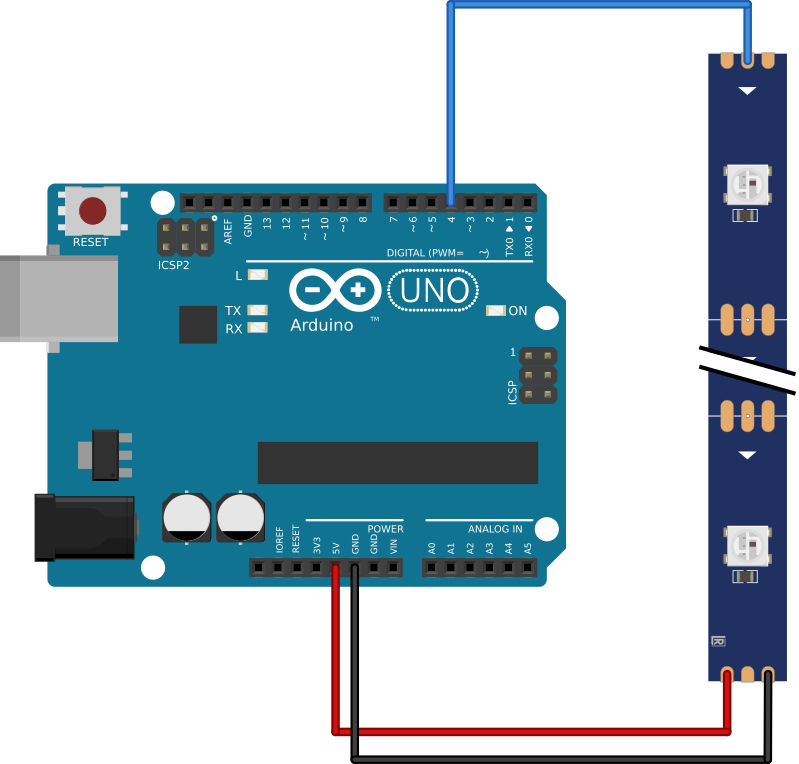 RESET
ICSP2
AREF
GND
13
12
~11
~10
~9
8
7
~6
~5
4
~3
2
TX0 ▶ 1
RX0 ◀ 0
DIGITAL (PWM= ~)
L
TX
RX
UNO
Arduino
TM
ON
1
ICSP
POWER
ANALOG IN
IOREF
RESET
3V3
5V
GND
GND
VIN
A0
A1
A2
A3
A4
A5